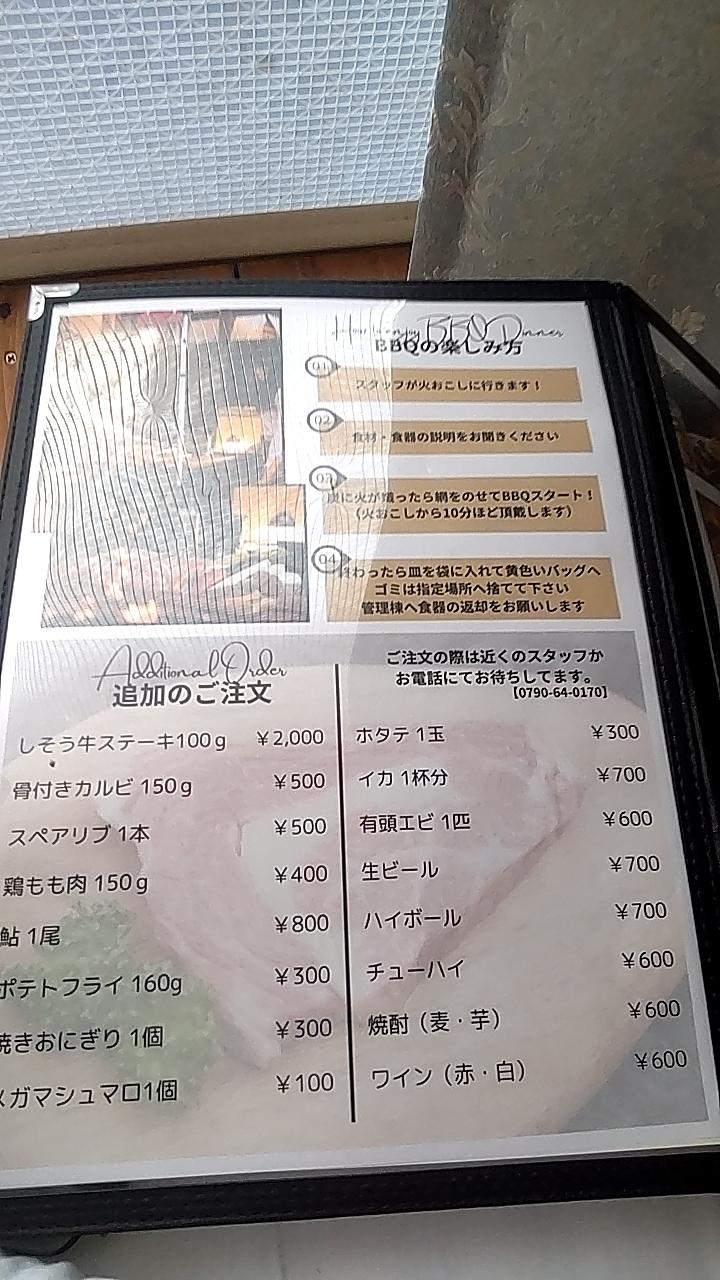 How to enjoy BBQ Dinner
BBQの楽しみ方
01
スタッフが火おこしに行きます！
02
食材・食器の説明をお聞きください
03
炭に火が熾ったら網をのせてBBQスタート！
（火おこしから10分ほど頂戴します）
04
終わったら皿を袋に入れて黄色いバッグへ
ゴミは指定場所へ捨てて下さい
管理棟へ食器の返却をお願いします
Additional Order
追加のご注文
しそう牛ステーキ100g ¥2,000
骨付きカルビ 150g ¥500
スペアリブ 1本 ¥500
鶏もも肉 150g ¥400
鮎 1尾 ¥800
ポテトフライ 160g ¥300
焼きおにぎり 1個 ¥300
メガマシュマロ1個 ¥100
ご注文の際は近くのスタッフか
お電話にてお待ちしてます。
【0790-64-0170】
ホタテ 1玉 ¥300
イカ 1杯分 ¥700
有頭エビ 1匹 ¥600
生ビール ¥700
ハイボール ¥700
チューハイ ¥600
焼酎（麦・芋） ¥600
ワイン（赤・白） ¥600